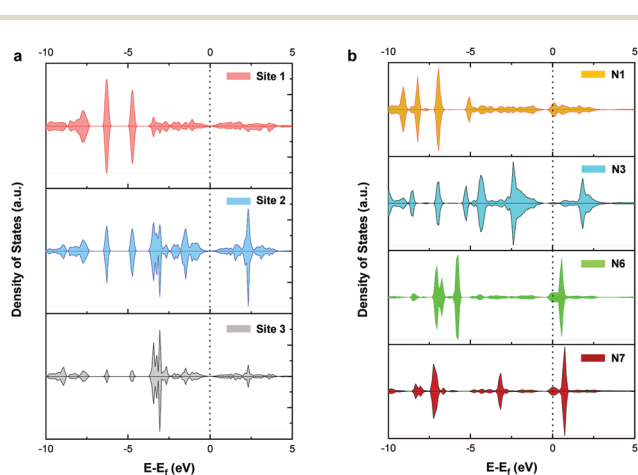 a
-10 -5 0 5
Site 1
Site 2
Site 3
Density of States (a.u.)
-10 -5 0 5
E-Ef (eV)
b
-10 -5 0 5
N1
N3
N6
N7
Density of States (a.u.)
-10 -5 0 5
E-Ef (eV)